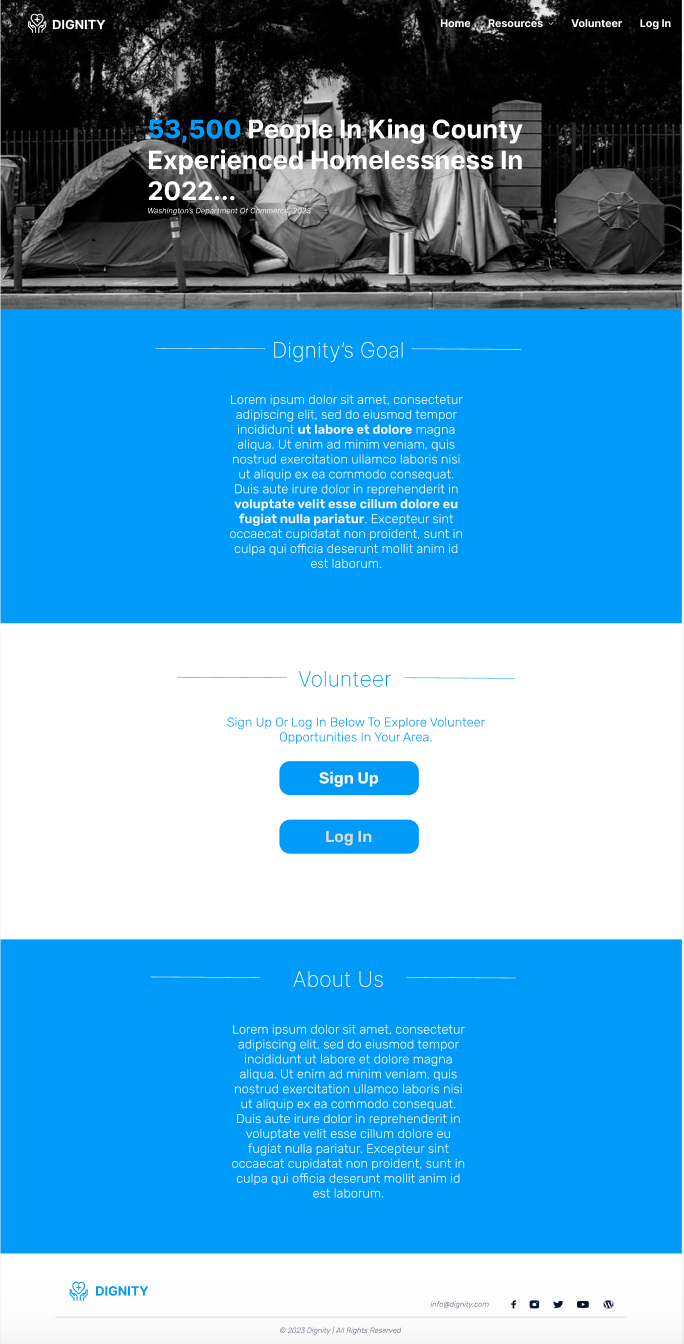 DIGNITY
Home Resources Volunteer Log In
53,500 People In King County
Experienced Homelessness In
2022...
Washington's Department Of Commerce, 2023
Dignity's Goal
Lorem ipsum dolor sit amet, consectetur
adipiscing elit, sed do eiusmod tempor
incididunt ut labore et dolore magna
aliqua. Ut enim ad minim veniam, quis
nostrud exercitation ullamco laboris nisi
ut aliquip ex ea commodo consequat.
Duis aute irure dolor in reprehenderit in
voluptate velit esse cillum dolore eu
fugiat nulla pariatur. Excepteur sint
occaecat cupidatat non proident, sunt in
culpa qui officia deserunt mollit anim id
est laborum.
Volunteer
Sign Up Or Log In Below To Explore Volunteer
Opportunities In Your Area.
Sign Up
Log In
About Us
Lorem ipsum dolor sit amet, consectetur
adipiscing elit, sed do eiusmod tempor
incididunt ut labore et dolore magna
aliqua. Ut enim ad minim veniam, quis
nostrud exercitation ullamco laboris nisi
ut aliquip ex ea commodo consequat.
Duis aute irure dolor in reprehenderit in
voluptate velit esse cillum dolore eu
fugiat nulla pariatur. Excepteur sint
occaecat cupidatat non proident, sunt in
culpa qui officia deserunt mollit anim id
est laborum.
DIGNITY
info@dignity.com
© 2023 Dignity | All Rights Reserved